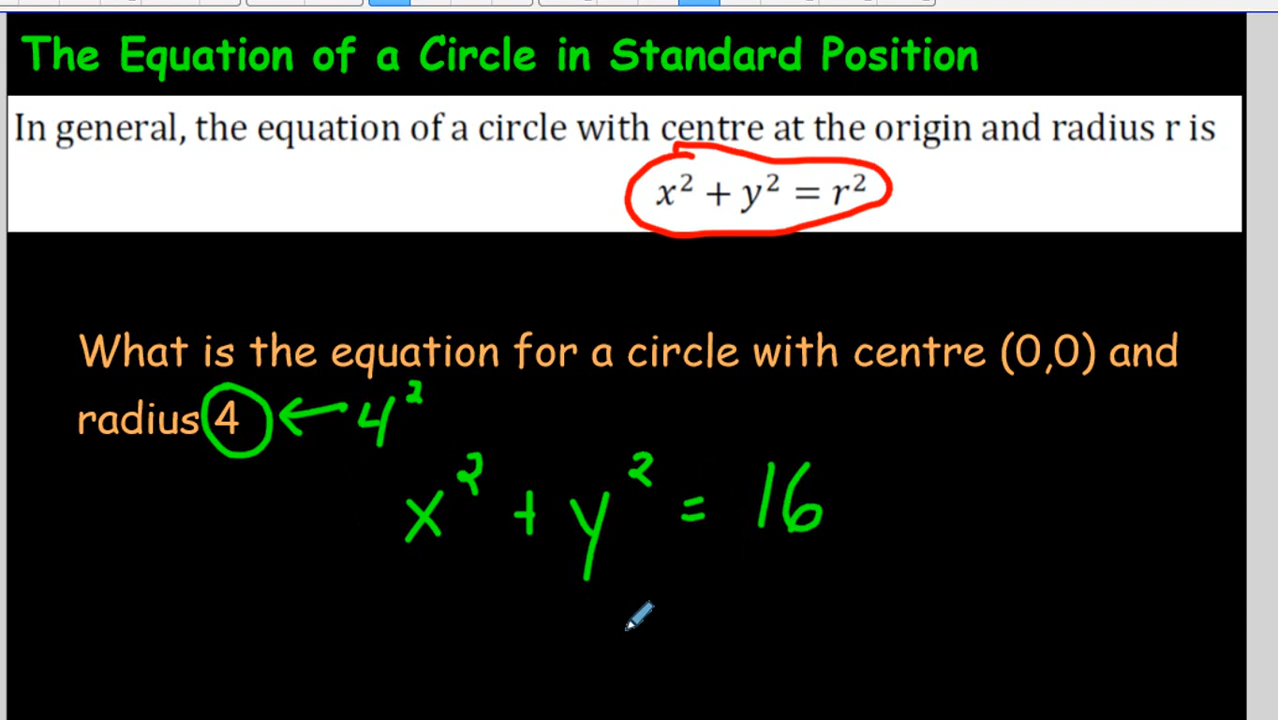 The Equation of a Circle in Standard Position
In general, the equation of a circle with centre at the origin and radius r is
x² + y² = r²
What is the equation for a circle with centre (0,0) and
radius 4 ← 4²
x² + y² = 16